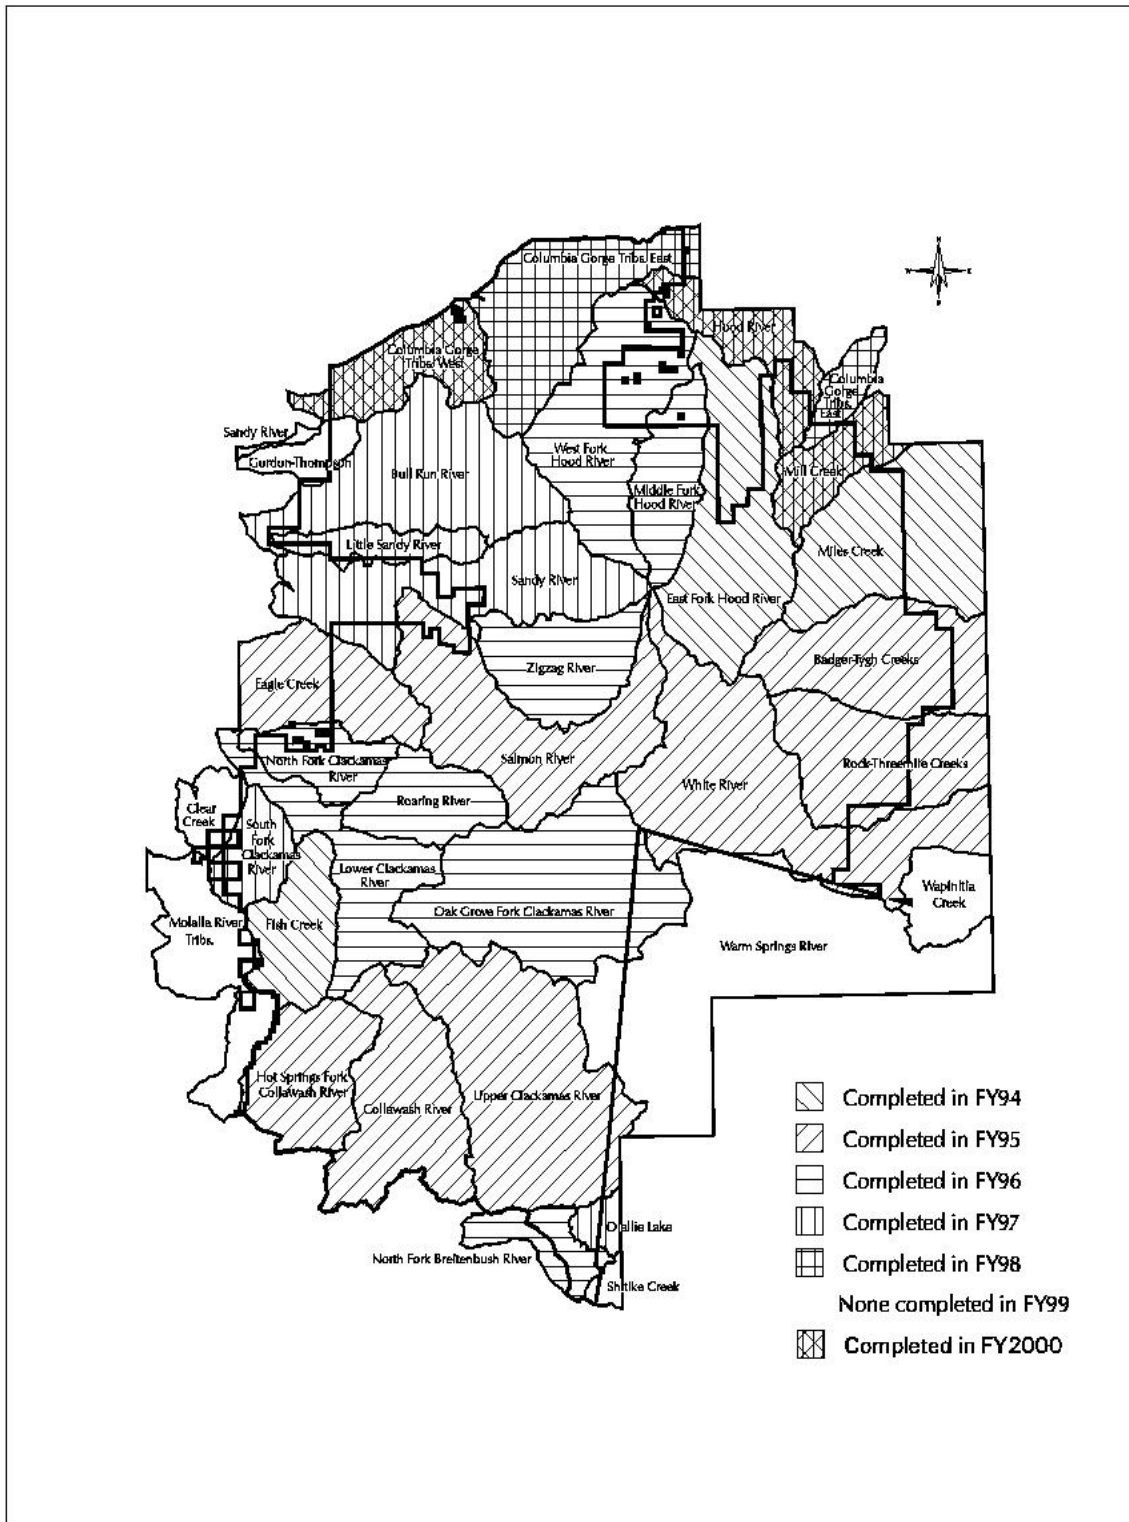 N
W
E
S
Columbia Gorge Tribs. East
Hood River
Columbia Gorge
Tribs. West
Columbia
Gorge
Tribs.
East
Sandy River
Gordon-Thompson
Bull Run River
West Fork
Hood River
Middle Fork
Hood River
Mill Creek
Little Sandy River
Miles Creek
Sandy River
East Fork Hood River
Zigzag River
Badger-Tygh Creeks
Eagle Creek
Salmon River
North Fork Clackamas
River
Rock-Threemile Creeks
White River
Roaring River
Clear
Creek
South
Fork
Clackamas
River
Lower Clackamas
River
Wapinitia
Creek
Oak Grove Fork Clackamas River
Molalla River
Tribs.
Fish Creek
Warm Springs River
Hot Springs Fork
Collawash River
Collawash River
Upper Clackamas River
Olallie Lake
North Fork Breitenbush River
Shitike Creek
Completed in FY94
Completed in FY95
Completed in FY96
Completed in FY97
Completed in FY98
None completed in FY99
Completed in FY2000